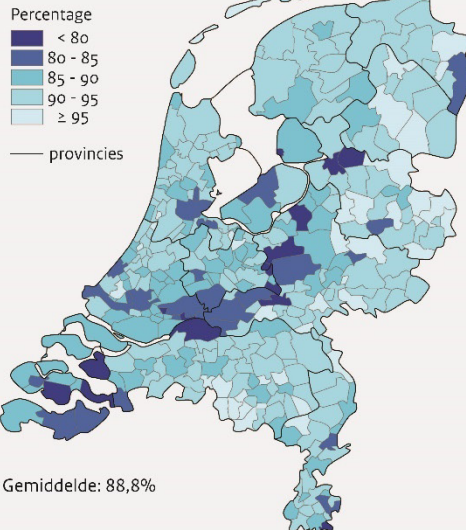 Percentage
< 80
80 - 85
85 - 90
90 - 95
≥ 95
provincies
Gemiddelde: 88,8%